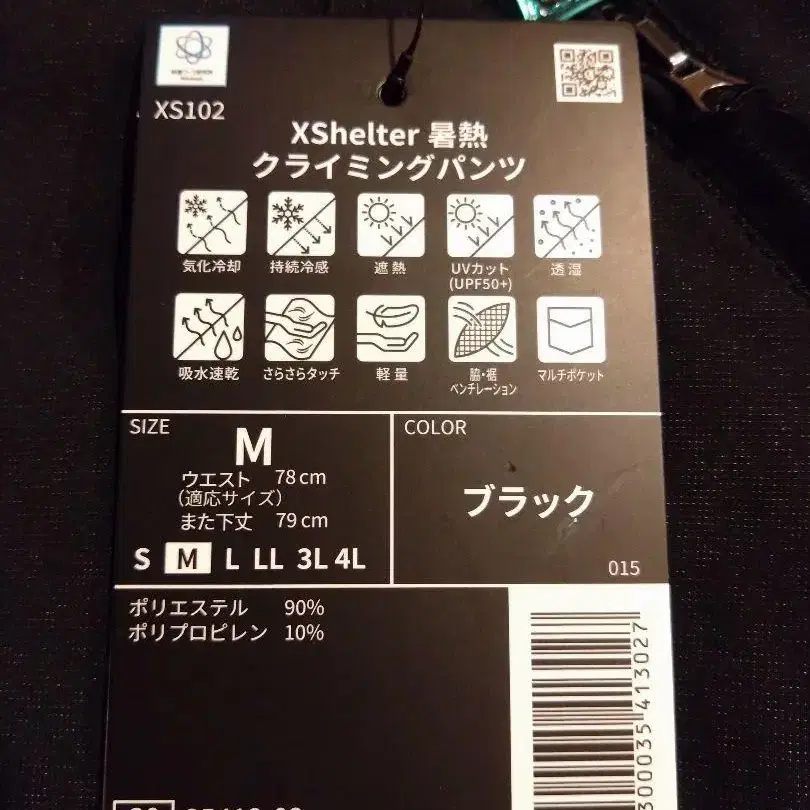 XS102
XShelter 暑熱
クライミングパンツ
気化冷却
持続冷感
遮熱
UVカット
(UPF50+)
透湿
吸水速乾
さらさらタッチ
軽量
脇・裾
ベンチレーション
マルチポケット
SIZE
M
ウエスト 78cm
(適応サイズ)
また下丈 79cm
S M L LL 3L 4L
COLOR
ブラック
015
ポリエステル 90%
ポリプロピレン 10%
300035 413027